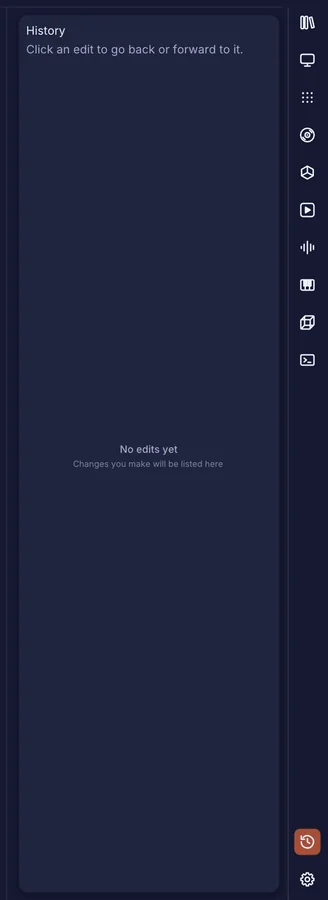 History
Click an edit to go back or forward to it.
No edits yet
Changes you make will be listed here